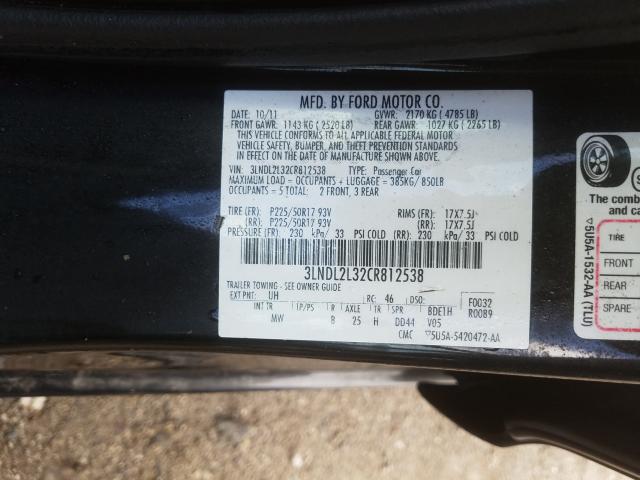 MFD. BY FORD MOTOR CO.
DATE: 10/11 GVWR: 2170 KG ( 4785 LB)
FRONT GAWR: 1143 KG ( 2520 LB) REAR GAWR: 1027 KG ( 2265 LB)
THIS VEHICLE CONFORMS TO ALL APPLICABLE FEDERAL MOTOR
VEHICLE SAFETY, BUMPER, AND THEFT PREVENTION STANDARDS
IN EFFECT ON THE DATE OF MANUFACTURE SHOWN ABOVE.
VIN: 3LNDL2L32CR812538 TYPE: Passenger Car
MAXIMUM LOAD = OCCUPANTS + LUGGAGE = 385KG/ 850LB
OCCUPANTS = 5 TOTAL: 2 FRONT, 3 REAR
TIRE (FR): P225/50R17 93V RIMS (FR): 17X7.5J
(RR): P225/50R17 93V (RR): 17X7.5J
PRESSURE (FR): 230 kPa/ 33 PSI COLD (RR): 230 kPa/ 33 PSI COLD
3LNDL2L32CR812538
TRAILER TOWING - SEE OWNER GUIDE
EXT PNT: UH RC: 46 DSO: F0032
INT TR TP/PS R AXLE TR SPR BDETH R0089
MW B 25 H DD44 V05
CMC ▽5U5A-5420472-AA
▽5U5A-1532-AA (TLU)
The comb
TIRE
FRONT
REAR
SPARE